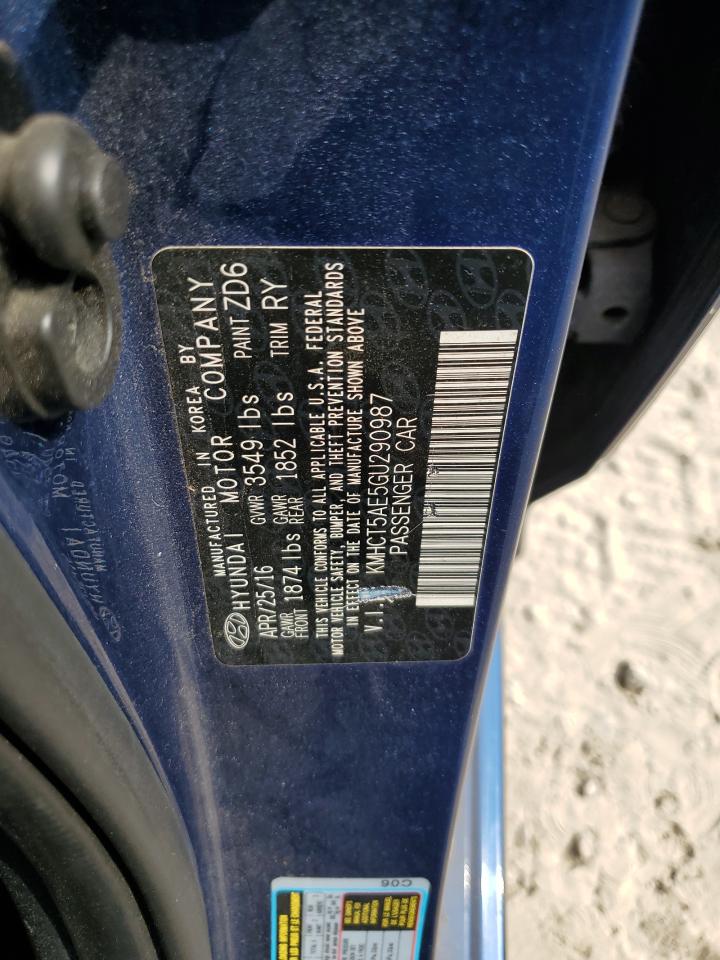 MANUFACTURED IN KOREA BY
HYUNDAI MOTOR COMPANY
APR/25/16 GVWR 3549 lbs PAINT ZD6
GAWR FRONT 1874 lbs GAWR REAR 1852 lbs TRIM RY
THIS VEHICLE CONFORMS TO ALL APPLICABLE U.S.A. FEDERAL
MOTOR VEHICLE SAFETY, BUMPER, AND THEFT PREVENTION STANDARDS
IN EFFECT ON THE DATE OF MANUFACTURE SHOWN ABOVE
V.I. KMHCT5AE5GU290987
PASSENGER CAR
C06